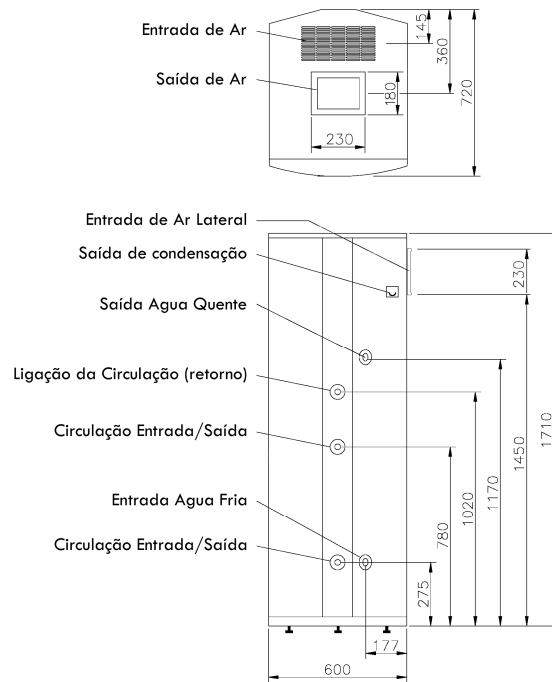 Entrada de Ar
Saída de Ar
145
360
720
180
230
Entrada de Ar Lateral
Saída de condensação
Saída Agua Quente
Ligação da Circulação (retorno)
Circulação Entrada/Saída
Entrada Agua Fria
Circulação Entrada/Saída
230
1710
1450
1170
1020
780
275
177
600